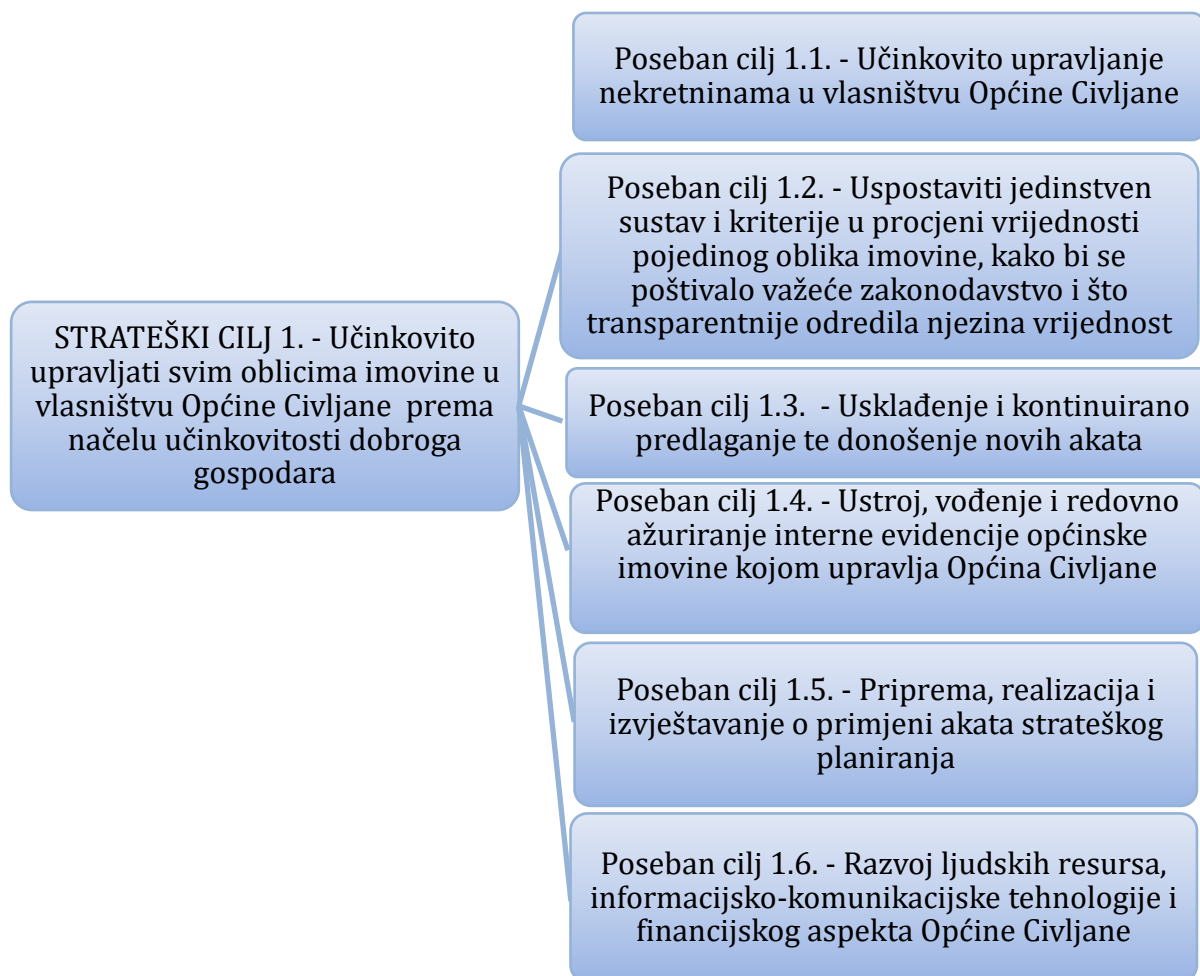 STRATEŠKI CILJ 1. - Učinkovito
upravljati svim oblicima imovine u
vlasništvu Općine Civljane  prema
načelu učinkovitosti dobroga
gospodara
Poseban cilj 1.1. - Učinkovito upravljanje
nekretninama u vlasništvu Općine Civljane
Poseban cilj 1.2. - Uspostaviti jedinstven
sustav i kriterije u procjeni vrijednosti
pojedinog oblika imovine, kako bi se
poštivalo važeće zakonodavstvo i što
transparentnije odredila njezina vrijednost
Poseban cilj 1.3.  - Usklađenje i kontinuirano
predlaganje te donošenje novih akata
Poseban cilj 1.4. - Ustroj, vođenje i redovno
ažuriranje interne evidencije općinske
imovine kojom upravlja Općina Civljane
Poseban cilj 1.5. - Priprema, realizacija i
izvještavanje o primjeni akata strateškog
planiranja
Poseban cilj 1.6. - Razvoj ljudskih resursa,
informacijsko-komunikacijske tehnologije i
financijskog aspekta Općine Civljane